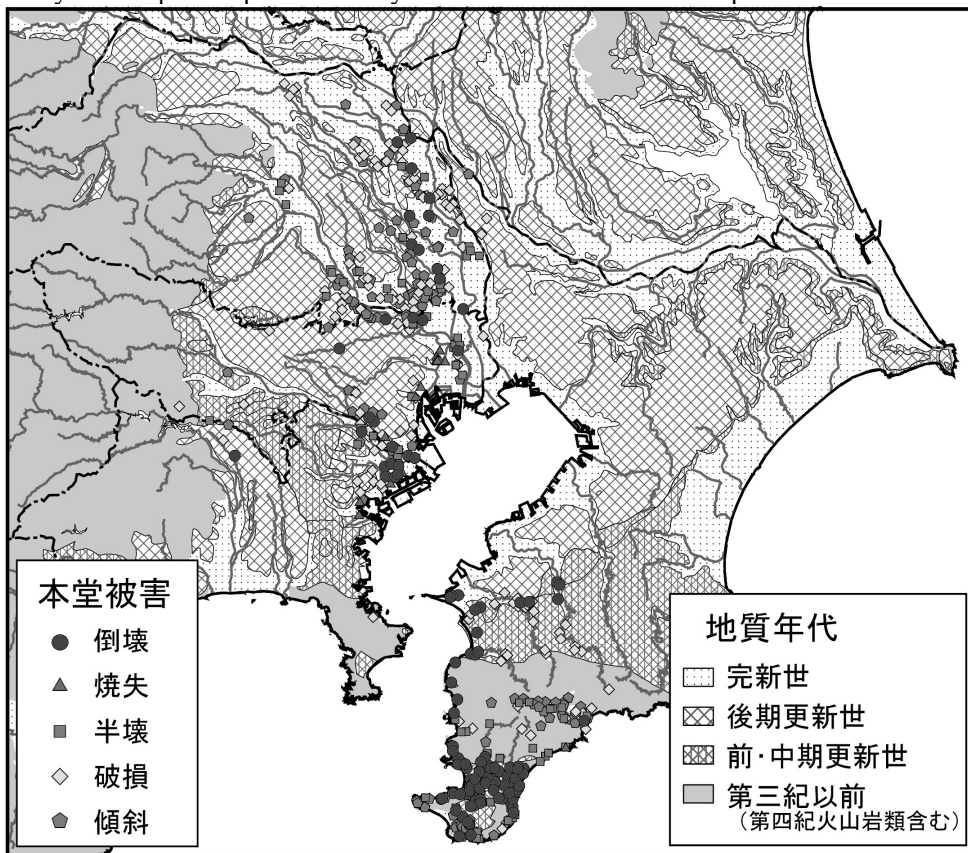 本堂被害
倒壊
焼失
半壊
破損
傾斜
地質年代
完新世
後期更新世
前・中期更新世
第三紀以前
（第四紀火山岩類含む）